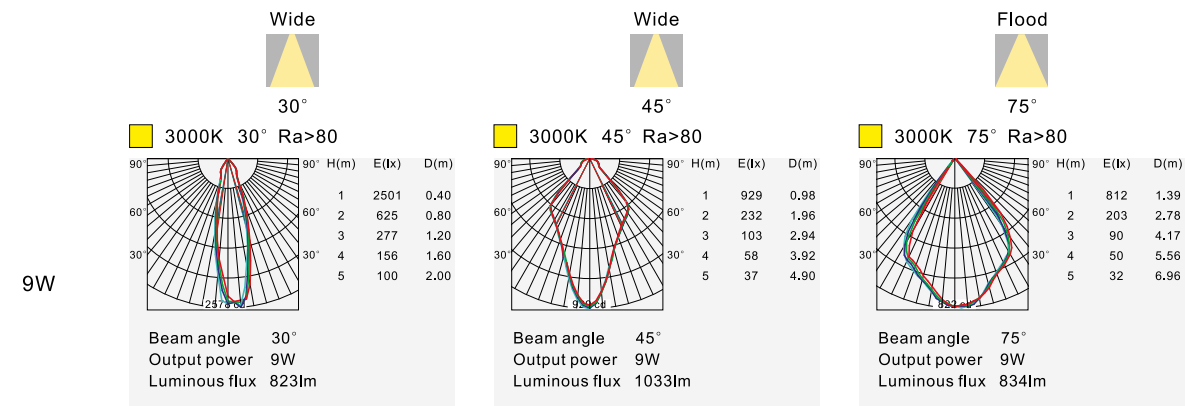 Wide
30°
3000K 30° Ra>80
90° 90° H(m) E(lx) D(m)
1 2501 0.40
60° 60° 2 625 0.80
3 277 1.20
30° 30° 4 156 1.60
5 100 2.00
2578 cd
Beam angle 30°
Output power 9W
Luminous flux 823lm
Wide
45°
3000K 45° Ra>80
90° 90° H(m) E(lx) D(m)
1 929 0.98
60° 60° 2 232 1.96
3 103 2.94
30° 30° 4 58 3.92
5 37 4.90
cd
Beam angle 45°
Output power 9W
Luminous flux 1033lm
Flood
75°
3000K 75° Ra>80
90° 90° H(m) E(lx) D(m)
1 812 1.39
60° 60° 2 203 2.78
3 90 4.17
30° 30° 4 50 5.56
5 32 6.96
cd
Beam angle 75°
Output power 9W
Luminous flux 834lm
9W